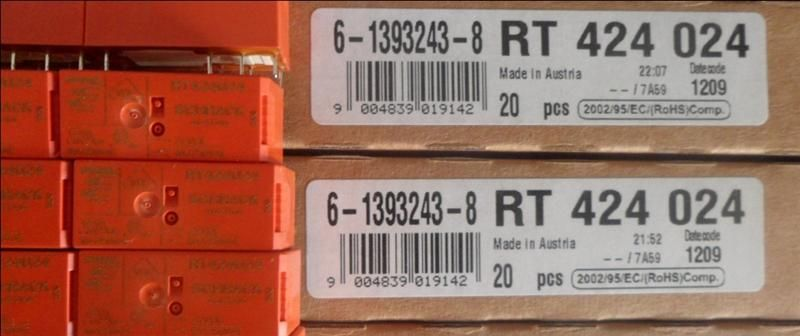 6-1393243-8 RT 424 024
Made in Austria 22:07 Datecode
--/7A59 1209
9 004839 019142 20 pcs 2002/95/EC/(RoHS)Comp.
SCHRACK
6-1393243-8 RT 424 024
Made in Austria 21:52 Datecode
--/7A59 1209
9 004839 019142 20 pcs 2002/95/EC/(RoHS)Comp.
SCHRACK